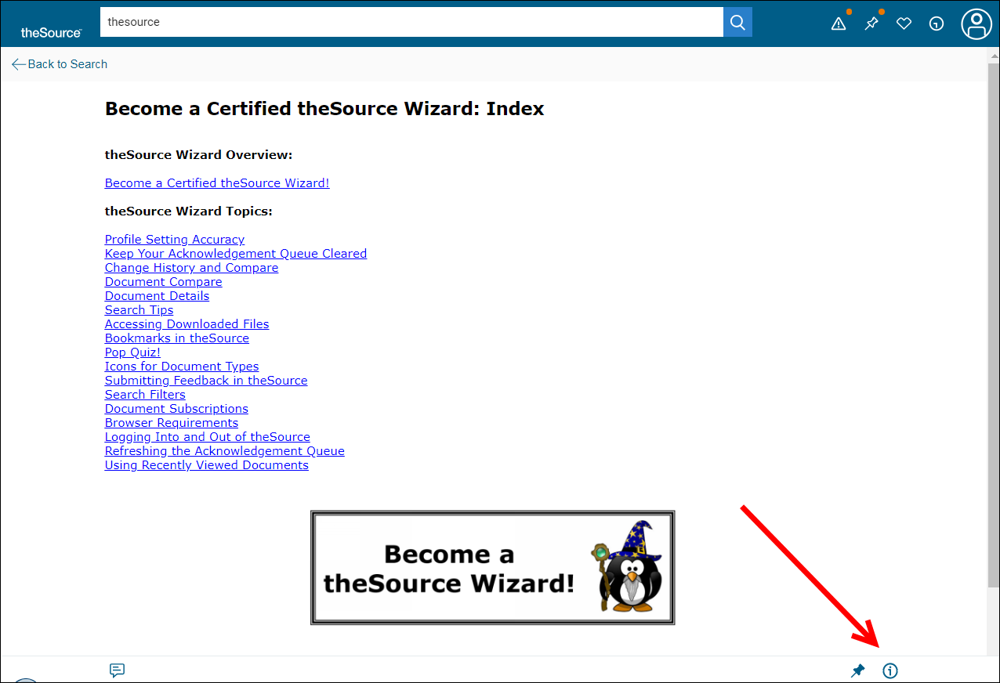 theSource™
thesource
Back to Search
Become a Certified theSource Wizard: Index
theSource Wizard Overview:
Become a Certified theSource Wizard!
theSource Wizard Topics:
Profile Setting Accuracy
Keep Your Acknowledgement Queue Cleared
Change History and Compare
Document Compare
Document Details
Search Tips
Accessing Downloaded Files
Bookmarks in theSource
Pop Quiz!
Icons for Document Types
Submitting Feedback in theSource
Search Filters
Document Subscriptions
Browser Requirements
Logging Into and Out of theSource
Refreshing the Acknowledgement Queue
Using Recently Viewed Documents
Become a
theSource Wizard!